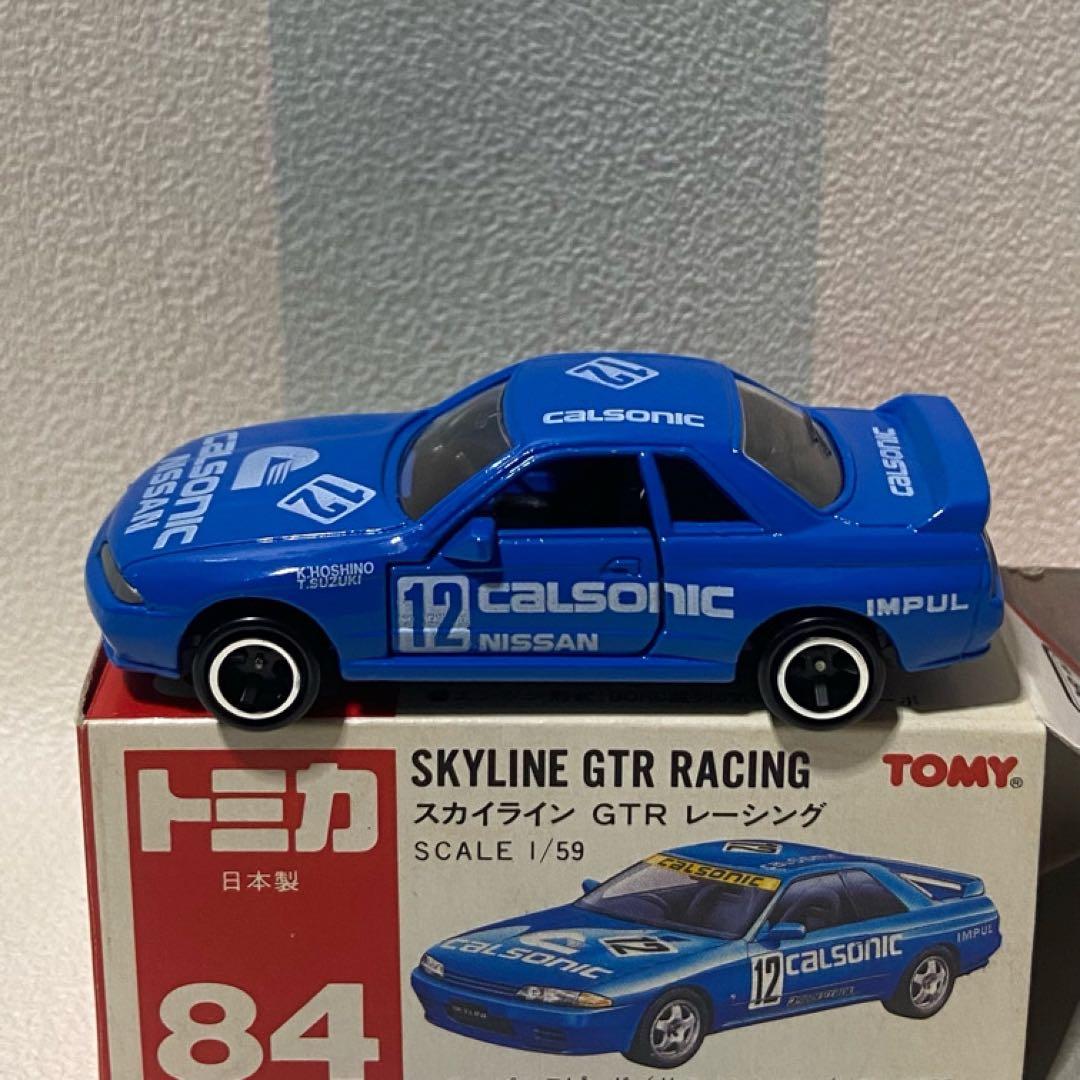 12
CALSONIC
CALSONIC
CALSONIC
NISSAN
12
K.HOSHINO
T.SUZUKI
12
CALSONIC
NISSAN
IMPUL
トミカ
日本製
84
SKYLINE GTR RACING
TOMY®
スカイライン GTR レーシング
SCALE 1/59
CALSONIC
CALSONIC
12
CALSONIC
12
CALSONIC
IMPUL